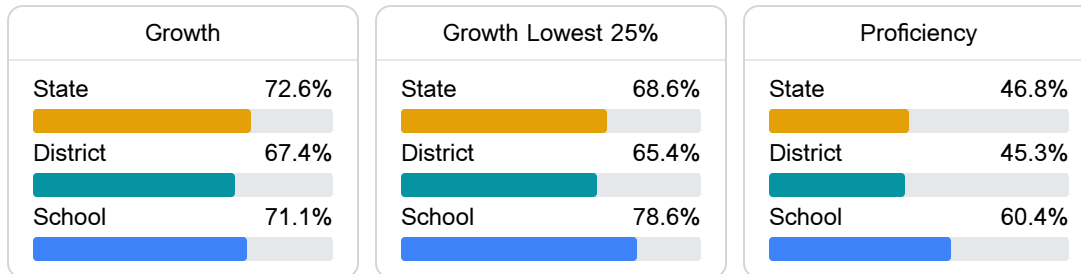 Growth
State 72.6%
District 67.4%
School 71.1%
Growth Lowest 25%
State 68.6%
District 65.4%
School 78.6%
Proficiency
State 46.8%
District 45.3%
School 60.4%